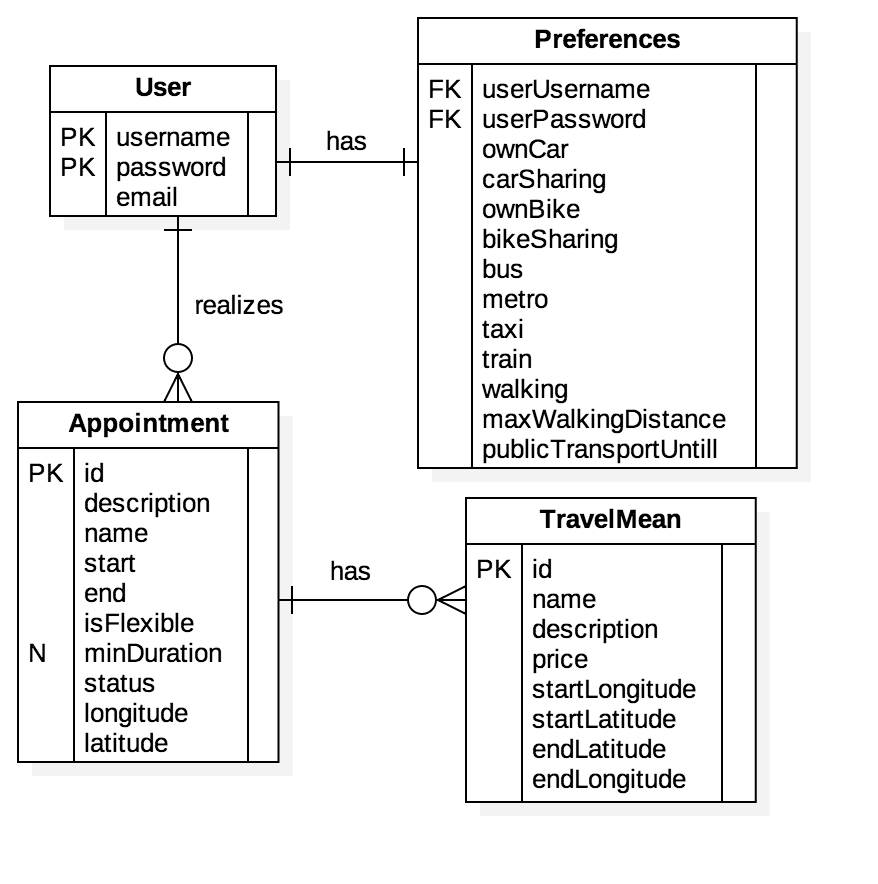 User
PK username
PK password
email
has
Preferences
FK userUsername
FK userPassword
ownCar
carSharing
ownBike
bikeSharing
bus
metro
taxi
train
walking
maxWalkingDistance
publicTransportUntill
realizes
Appointment
PK id
description
name
start
end
isFlexible
N minDuration
status
longitude
latitude
has
TravelMean
PK id
name
description
price
startLongitude
startLatitude
endLatitude
endLongitude